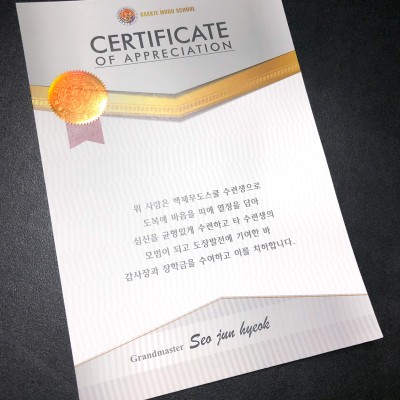 BAEKJE MUDO SCHOOL
CERTIFICATE
OF APPRECIATION
위 사람은 백제무도스쿨 수련생으로
도복에 마음을 띠에 열정을 담아
심신을 균형있게 수련하고 타 수련생의
모범이 되고 도장발전에 기여한 바
감사장과 장학금을 수여하고 이를 치하합니다.
Grandmaster Seo jun hyeok